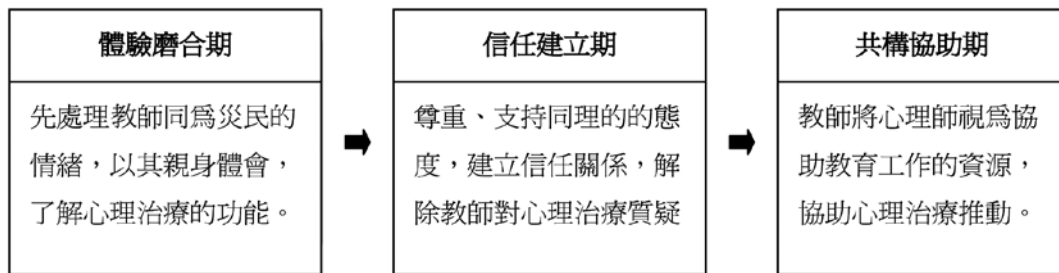 體驗磨合期
先處理教師同爲災民的
情緒，以其親身體會，
了解心理治療的功能。
信任建立期
尊重、支持同理的的態
度，建立信任關係，解
除教師對心理治療質疑
共構協助期
教師將心理師視爲協
助教育工作的資源，
協助心理治療推動。